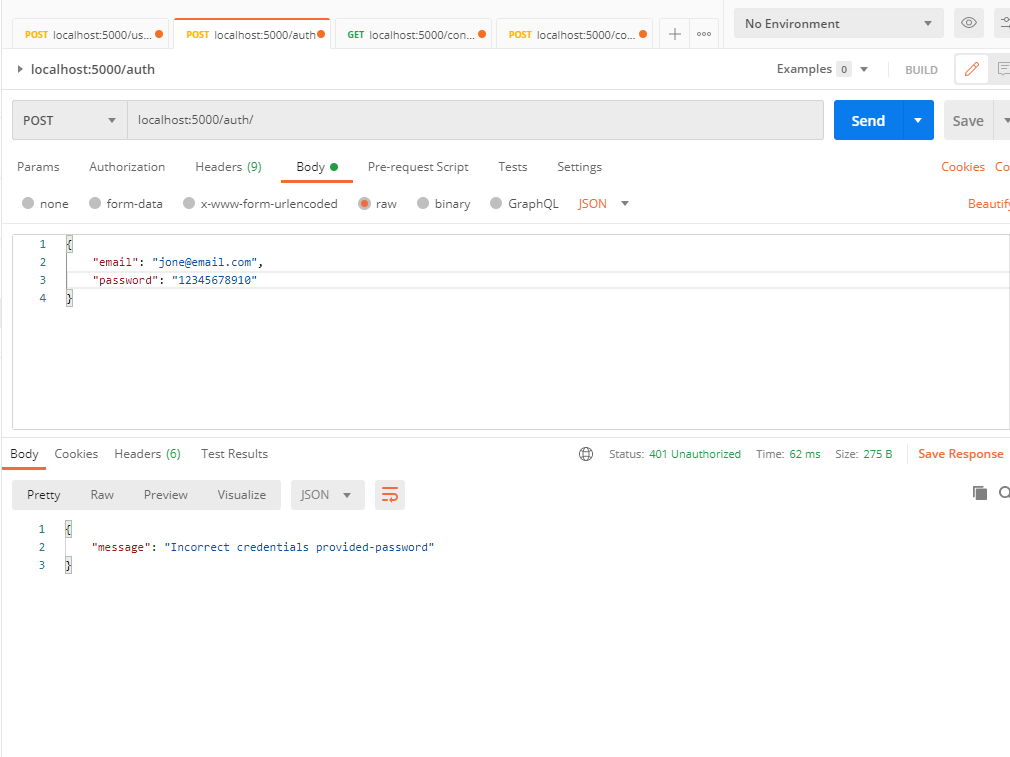 POST localhost:5000/us... POST localhost:5000/auth GET localhost:5000/con... POST localhost:5000/co... No Environment
localhost:5000/auth Examples 0 BUILD
POST localhost:5000/auth/ Send Save
Params Authorization Headers (9) Body Pre-request Script Tests Settings Cookies Co
none form-data x-www-form-urlencoded raw binary GraphQL JSON Beautify
1 {
2 "email": "jone@email.com",
3 "password": "12345678910"
4 }
Body Cookies Headers (6) Test Results Status: 401 Unauthorized Time: 62 ms Size: 275 B Save Response
Pretty Raw Preview Visualize JSON
1 {
2 "message": "Incorrect credentials provided-password"
3 }